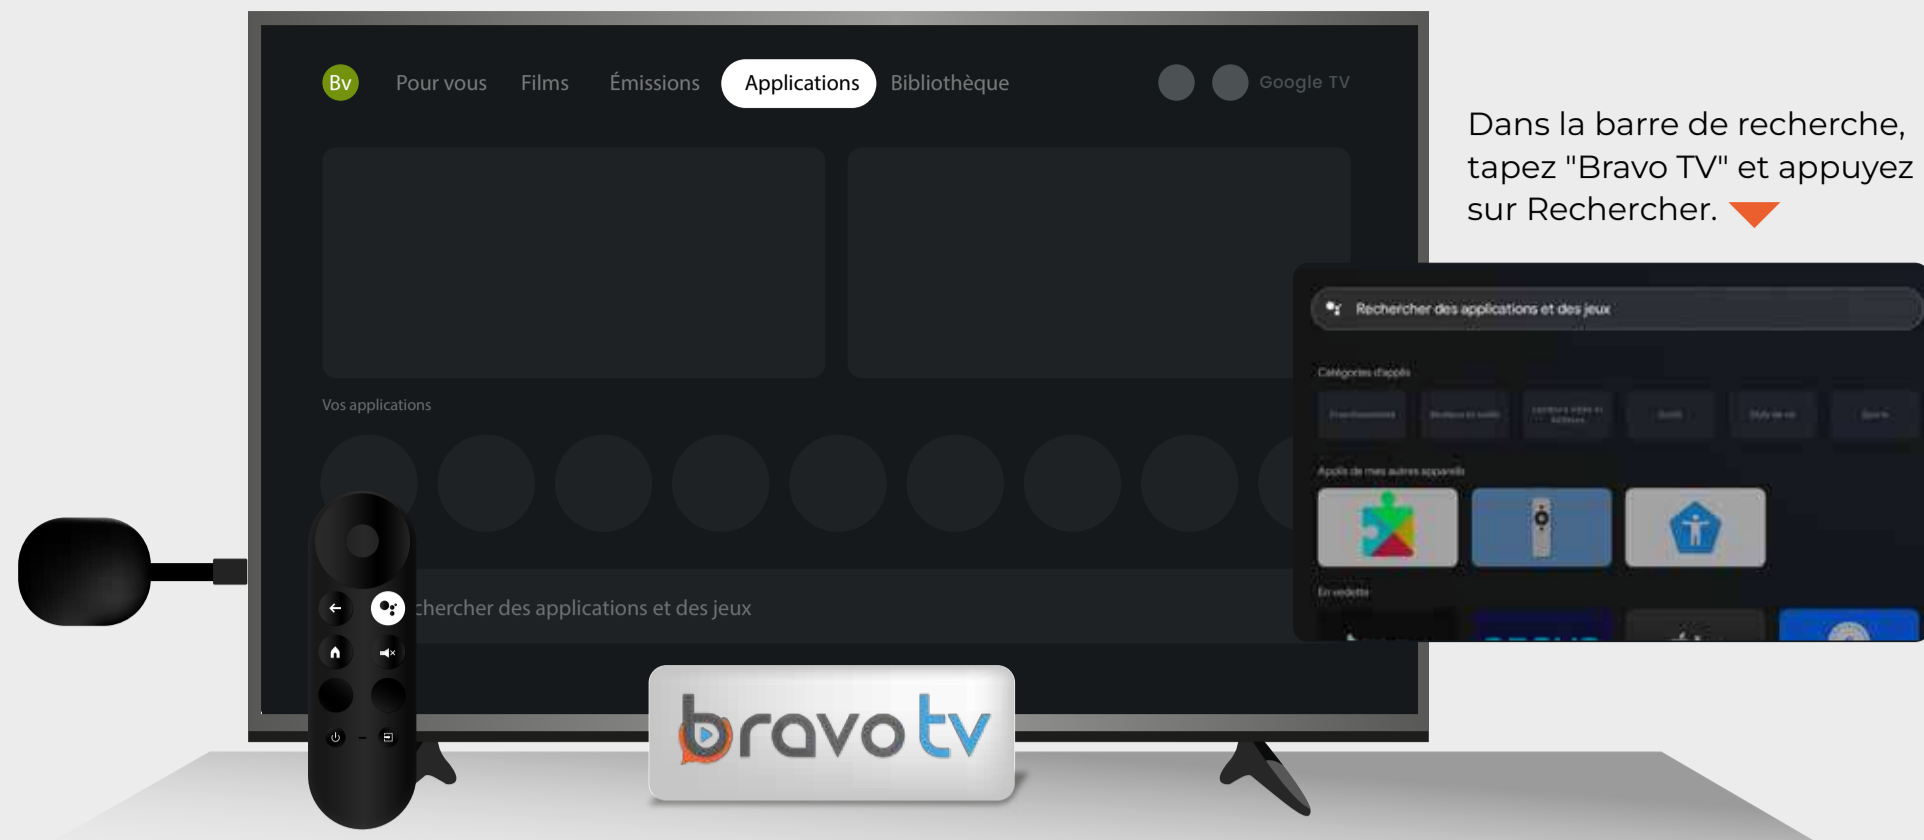 Bv
Pour vous
Films
Émissions
Applications
Bibliothèque
Google TV
Dans la barre de recherche,
tapez "Bravo TV" et appuyez
sur Rechercher.
Rechercher des applications et des jeux
Catégories d'applis
Vos applications
Applis de mes autres appareils
En vedette
chercher des applications et des jeux
bravo tv